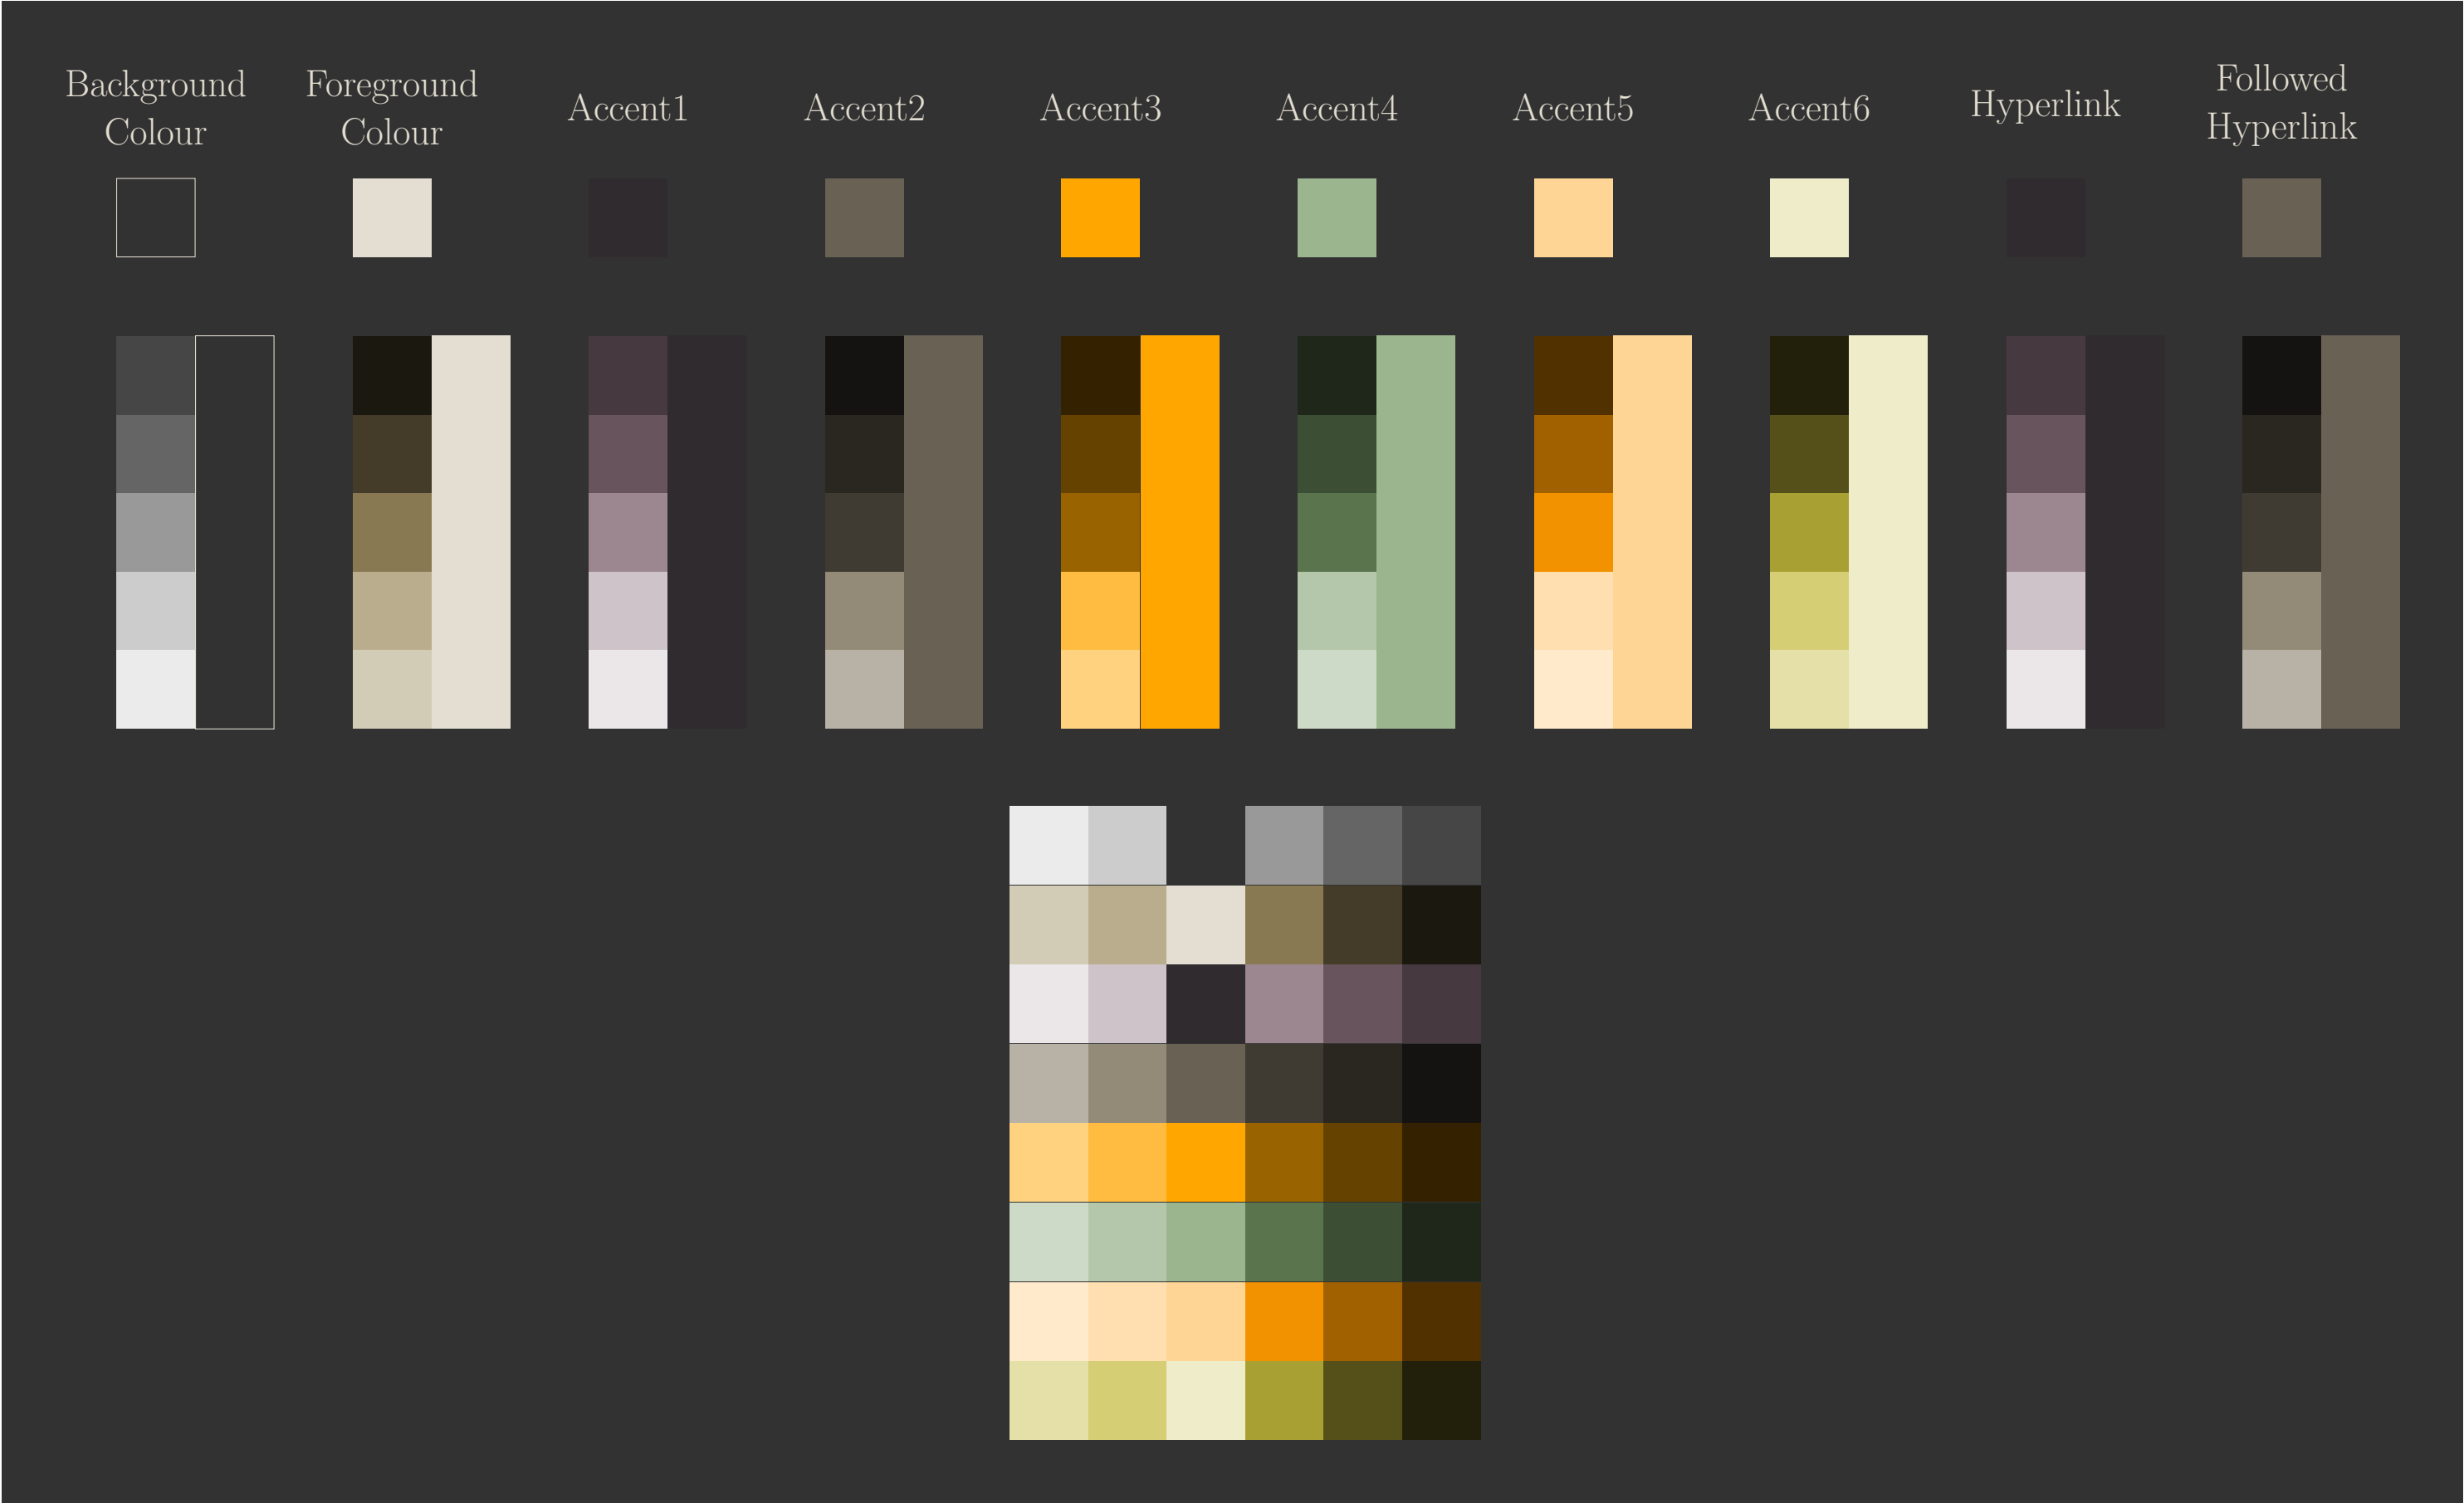 Background
Colour
Foreground
Colour
Accent1
Accent2
Accent3
Accent4
Accent5
Accent6
Hyperlink
Followed
Hyperlink